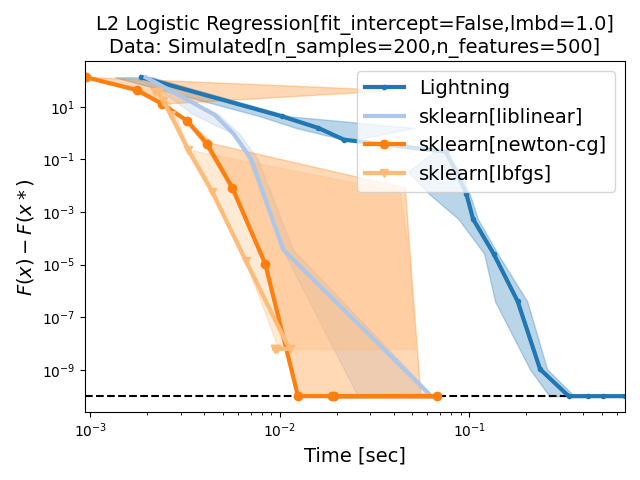 L2 Logistic Regression[fit_intercept=False,lmbd=1.0]
Data: Simulated[n_samples=200,n_features=500]
Lightning
sklearn[liblinear]
sklearn[newton-cg]
sklearn[lbfgs]
F(x) − F(x*)
10¹
10⁻¹
10⁻³
10⁻⁵
10⁻⁷
10⁻⁹
10⁻³
10⁻²
10⁻¹
Time [sec]